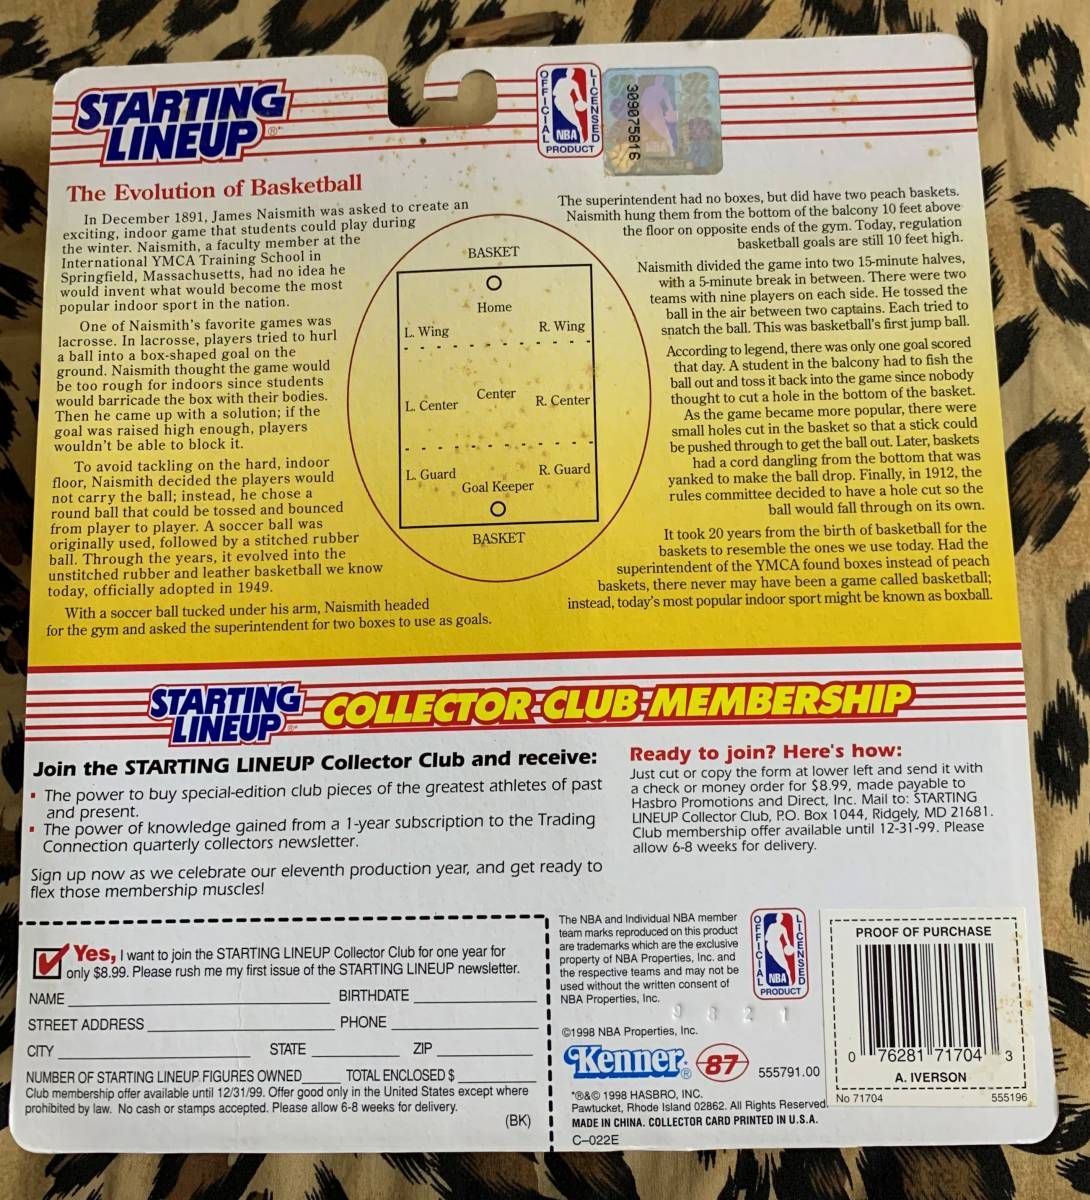 STARTING
LINEUP®
OFFICIAL
LICENSED
NBA
PRODUCT
309075816
The Evolution of Basketball
In December 1891, James Naismith was asked to create an
exciting, indoor game that students could play during
the winter. Naismith, a faculty member at the
International YMCA Training School in
Springfield, Massachusetts, had no idea he
would invent what would become the most
popular indoor sport in the nation.
One of Naismith's favorite games was
lacrosse. In lacrosse, players tried to hurl
a ball into a box-shaped goal on the
ground. Naismith thought the game would
be too rough for indoors since students
would barricade the box with their bodies.
Then he came up with a solution; if the
goal was raised high enough, players
wouldn't be able to block it.
To avoid tackling on the hard, indoor
floor, Naismith decided the players would
not carry the ball; instead, he chose a
round ball that could be tossed and bounced
from player to player. A soccer ball was
originally used, followed by a stitched rubber
ball. Through the years, it evolved into the
unstitched rubber and leather basketball we know
today, officially adopted in 1949.
With a soccer ball tucked under his arm, Naismith headed
for the gym and asked the superintendent for two boxes to use as goals.
BASKET
Home
L. Wing
R. Wing
Center
L. Center
R. Center
L. Guard
R. Guard
Goal Keeper
BASKET
The superintendent had no boxes, but did have two peach baskets.
Naismith hung them from the bottom of the balcony 10 feet above
the floor on opposite ends of the gym. Today, regulation
basketball goals are still 10 feet high.
Naismith divided the game into two 15-minute halves,
with a 5-minute break in between. There were two
teams with nine players on each side. He tossed the
ball in the air between two captains. Each tried to
snatch the ball. This was basketball's first jump ball.
According to legend, there was only one goal scored
that day. A student in the balcony had to fish the
ball out and toss it back into the game since nobody
thought to cut a hole in the bottom of the basket.
As the game became more popular, there were
small holes cut in the basket so that a stick could
be pushed through to get the ball out. Later, baskets
had a cord dangling from the bottom that was
yanked to make the ball drop. Finally, in 1912, the
rules committee decided to have a hole cut so the
ball would fall through on its own.
It took 20 years from the birth of basketball for the
baskets to resemble the ones we use today. Had the
superintendent of the YMCA found boxes instead of peach
baskets, there never may have been a game called basketball;
instead, today's most popular indoor sport might be known as boxball.
STARTING
LINEUP®
COLLECTOR CLUB MEMBERSHIP
Join the STARTING LINEUP Collector Club and receive:
▪ The power to buy special-edition club pieces of the greatest athletes of past
and present.
▪ The power of knowledge gained from a 1-year subscription to the Trading
Connection quarterly collectors newsletter.
Sign up now as we celebrate our eleventh production year, and get ready to
flex those membership muscles!
Ready to join? Here's how:
Just cut or copy the form at lower left and send it with
a check or money order for $8.99, made payable to
Hasbro Promotions and Direct, Inc. Mail to: STARTING
LINEUP Collector Club, P.O. Box 1044, Ridgely, MD 21681.
Club membership offer available until 12-31-99. Please
allow 6-8 weeks for delivery.
Yes, I want to join the STARTING LINEUP Collector Club for one year for
only $8.99. Please rush me my first issue of the STARTING LINEUP newsletter.
NAME BIRTHDATE
STREET ADDRESS PHONE
CITY STATE ZIP
NUMBER OF STARTING LINEUP FIGURES OWNED TOTAL ENCLOSED $
Club membership offer available until 12/31/99. Offer good only in the United States except where
prohibited by law. No cash or stamps accepted. Please allow 6-8 weeks for delivery.
(BK)
The NBA and Individual NBA member
team marks reproduced on this product
are trademarks which are the exclusive
property of NBA Properties, Inc. and
the respective teams and may not be
used without the written consent of
NBA Properties, Inc.
©1998 NBA Properties, Inc.
OFFICIAL
LICENSED
NBA
PRODUCT
Kenner® 87
555791.00
*®&© 1998 HASBRO, INC.
Pawtucket, Rhode Island 02862. All Rights Reserved.
MADE IN CHINA. COLLECTOR CARD PRINTED IN U.S.A.
C-022E
PROOF OF PURCHASE
0 76281 71704 3
A. IVERSON
No 71704 555196